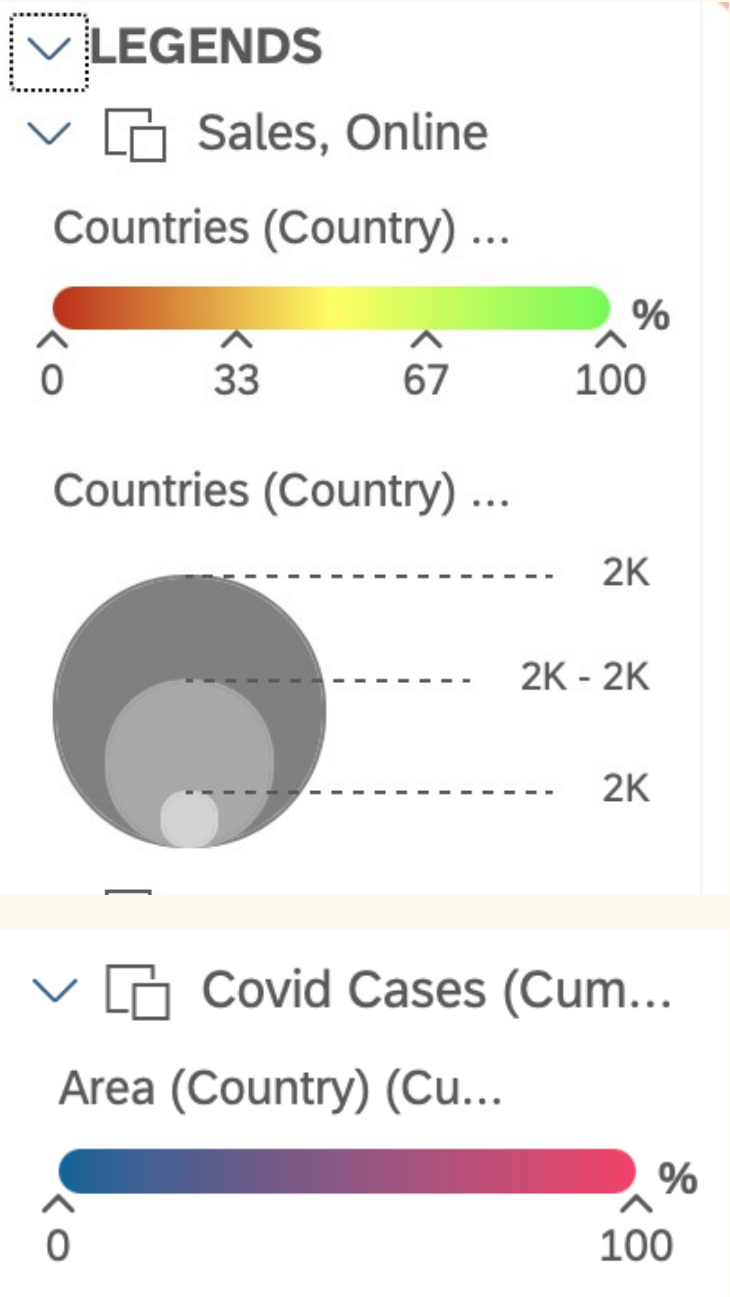 LEGENDS
Sales, Online
Countries (Country) ...
%
0 33 67 100
Countries (Country) ...
2K
2K - 2K
2K
Covid Cases (Cum...
Area (Country) (Cu...
%
0 100